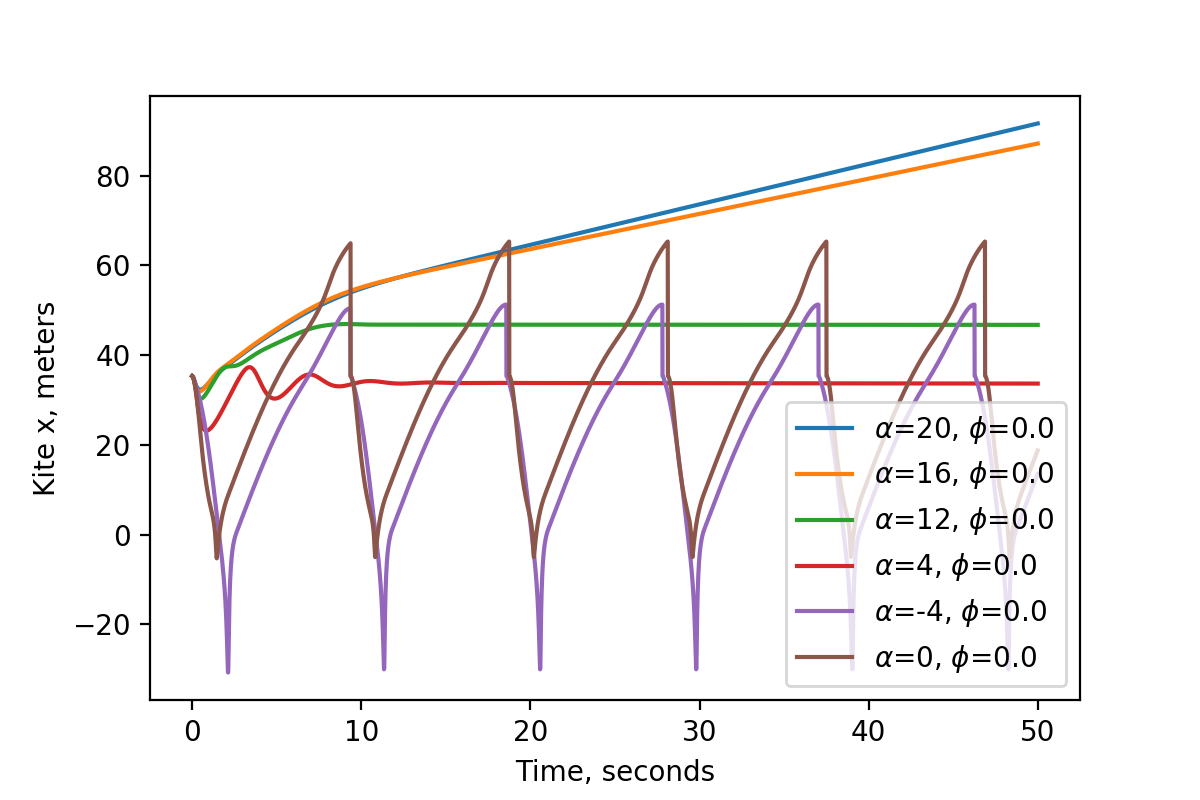 80
60
40
20
0
−20
Kite x, meters
α=20, ϕ=0.0
α=16, ϕ=0.0
α=12, ϕ=0.0
α=4, ϕ=0.0
α=-4, ϕ=0.0
α=0, ϕ=0.0
0 10 20 30 40 50
Time, seconds